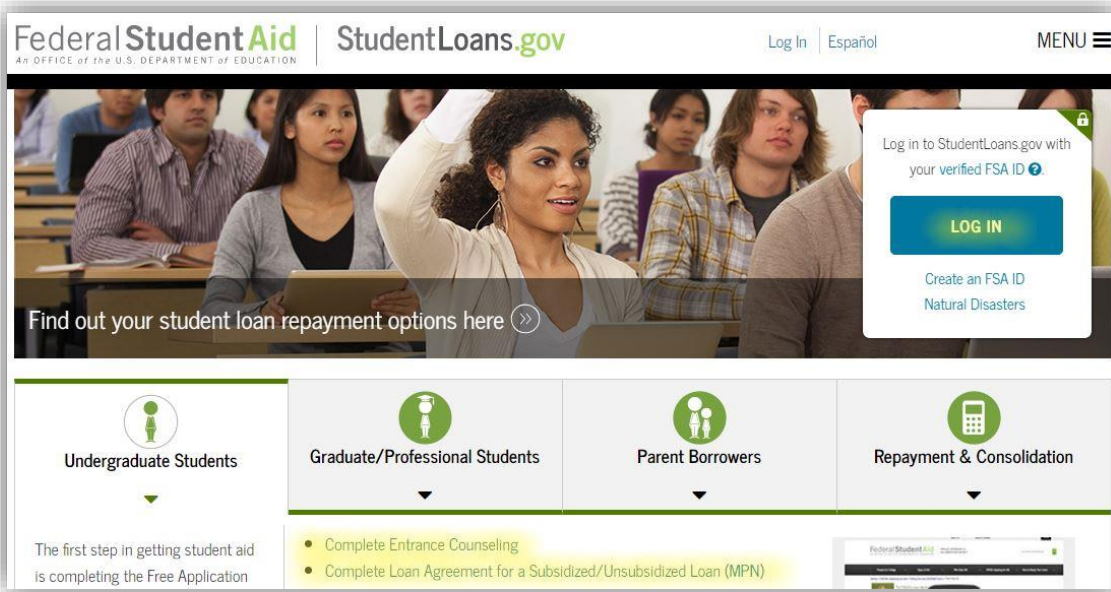 Federal Student Aid | StudentLoans.gov
An OFFICE of the U.S. DEPARTMENT of EDUCATION
Log In | Español
MENU
Log in to StudentLoans.gov with
your verified FSA ID ?.
LOG IN
Create an FSA ID
Natural Disasters
Find out your student loan repayment options here
Undergraduate Students
Graduate/Professional Students
Parent Borrowers
Repayment & Consolidation
The first step in getting student aid
is completing the Free Application
• Complete Entrance Counseling
• Complete Loan Agreement for a Subsidized/Unsubsidized Loan (MPN)
Federal Student Aid